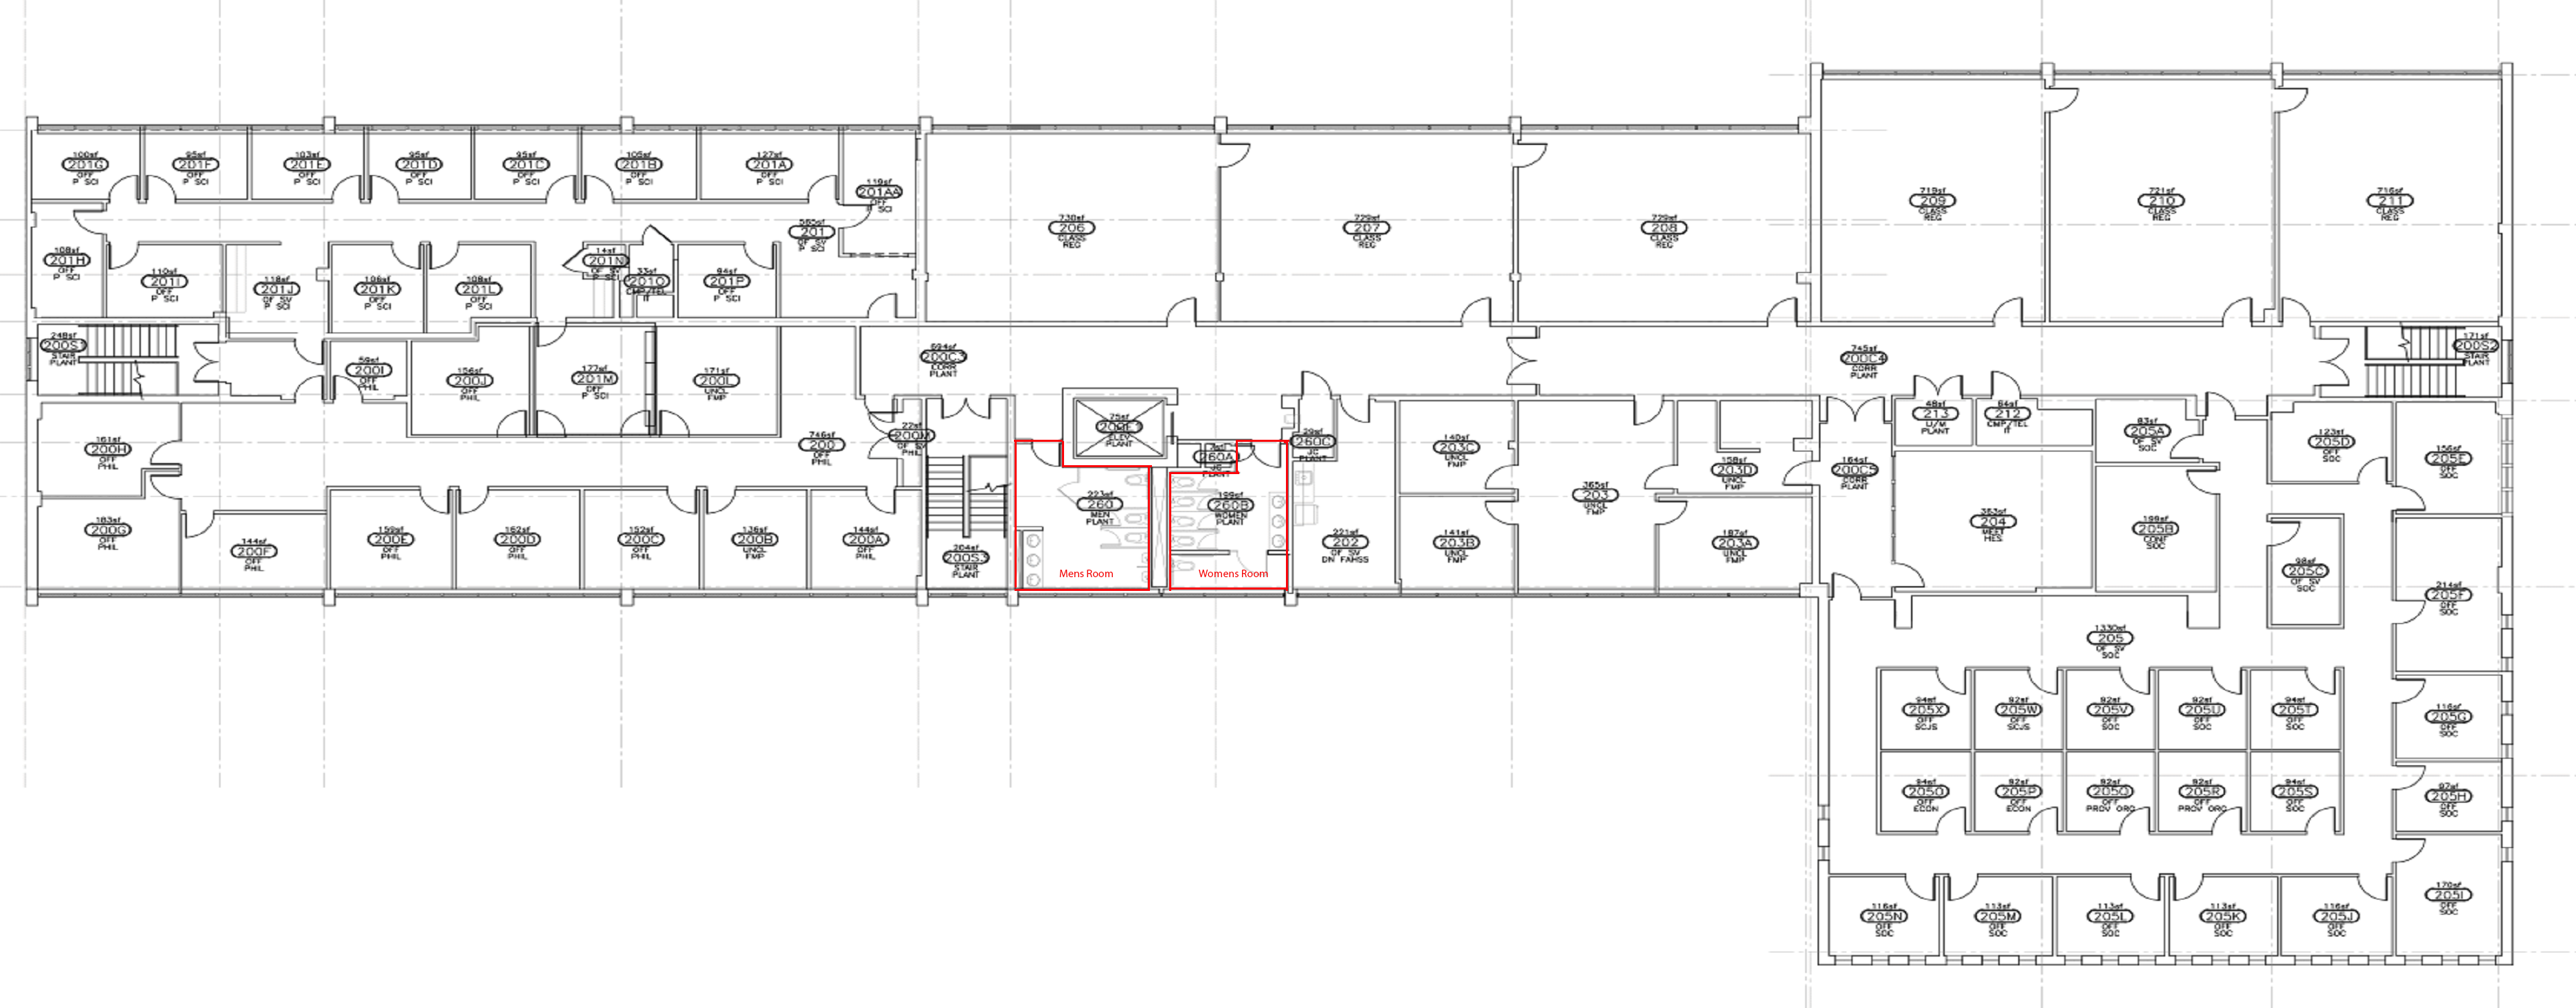 100sf
201G
OFF
P SCI
95sf
201F
OFF
P SCI
103sf
201E
OFF
P SCI
95sf
201D
OFF
P SCI
95sf
201C
OFF
P SCI
105sf
201B
OFF
P SCI
127sf
201A
OFF
P SCI
201AA
OFF
P SCI
108sf
201H
OFF
P SCI
110sf
201I
OFF
P SCI
118sf
201J
OF SV
P SCI
108sf
201K
OFF
P SCI
108sf
201L
OFF
P SCI
14sf
201N
OF SV
P SCI
33sf
201O
CMP/TEL
IT
94sf
201P
OFF
P SCI
201
OF SV
P SCI
730sf
206
CLASS
REG
729sf
207
CLASS
REG
729sf
208
CLASS
REG
719sf
209
CLASS
REG
721sf
210
CLASS
REG
716sf
211
CLASS
REG
248sf
200S1
STAIR
PLANT
59sf
200I
OFF
PHIL
156sf
200J
OFF
PHIL
177sf
201M
OFF
P SCI
171sf
200L
UNCL
FMP
694sf
200C3
CORR
PLANT
745sf
200C4
CORR
PLANT
171sf
200S2
STAIR
PLANT
161sf
200H
OFF
PHIL
746sf
200
OFF
PHIL
22sf
200M
OF SV
PHIL
75sf
ELEV
PLANT
260A
JC
PLANT
29sf
260C
JC
PLANT
140sf
203C
UNCL
FMP
158sf
203D
UNCL
FMP
164sf
200C5
CORR
PLANT
48sf
213
U/M
PLANT
64sf
212
CMP/TEL
IT
83sf
205A
OF SV
SOC
123sf
205D
OFF
SOC
156sf
205E
OFF
SOC
183sf
200G
OFF
PHIL
144sf
200F
OFF
PHIL
159sf
200E
OFF
PHIL
162sf
200D
OFF
PHIL
152sf
200C
OFF
PHIL
136sf
200B
UNCL
FMP
144sf
200A
OFF
PHIL
204sf
200S3
STAIR
PLANT
223sf
260
MEN
PLANT
Mens Room
199sf
260B
WOMEN
PLANT
Womens Room
221sf
202
OF SV
DN FAHSS
141sf
203B
UNCL
FMP
365sf
203
UNCL
FMP
187sf
203A
UNCL
FMP
353sf
204
MEET
HES
199sf
205B
CONF
SOC
98sf
205C
OF SV
SOC
214sf
205F
OFF
SOC
1330sf
205
OF SV
SOC
94sf
205X
OFF
SCJS
92sf
205W
OFF
SCJS
92sf
205V
OFF
SOC
92sf
205U
OFF
SOC
94sf
205T
OFF
SOC
116sf
205G
OFF
SOC
94sf
205O
OFF
ECON
92sf
205P
OFF
ECON
92sf
205Q
OFF
PROV ORG
92sf
205R
OFF
PROV ORG
94sf
205S
OFF
SOC
97sf
205H
OFF
SOC
116sf
205N
OFF
SOC
113sf
205M
OFF
SOC
113sf
205L
OFF
SOC
113sf
205K
OFF
SOC
116sf
205J
OFF
SOC
170sf
205I
OFF
SOC